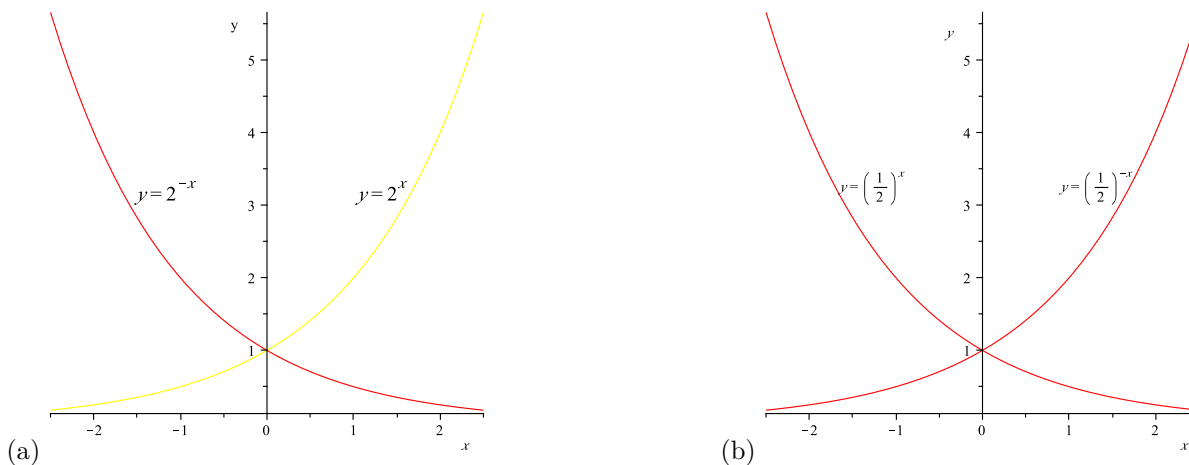 y
5
4
y = 2^{-x}
y = 2^{x}
3
2
1
−2 −1 0 1 2
x
(a)
y
5
4
y = (1/2)^{x}
y = (1/2)^{-x}
3
2
1
−2 −1 0 1 2
x
(b)